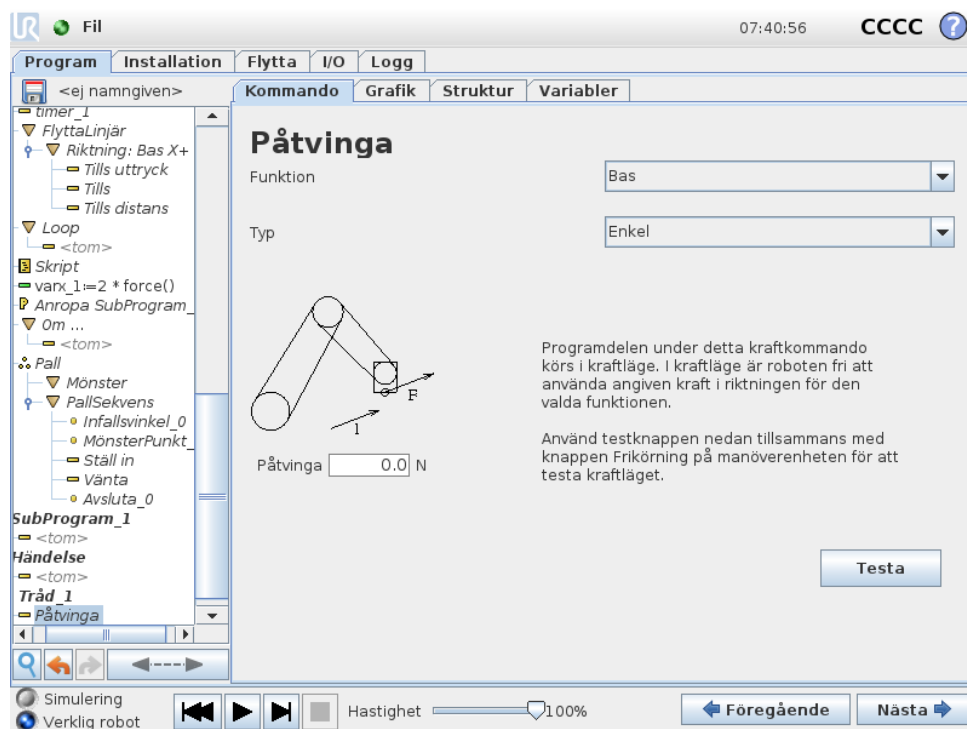 UR Fil 07:40:56 CCCC ?
Program Installation Flytta I/O Logg
<ej namngiven>
Kommando Grafik Struktur Variabler
timer_1
FlyttaLinjär
Riktning: Bas X+
Tills uttryck
Tills
Tills distans
Loop
<tom>
Skript
varx_1:=2 * force()
P Anropa SubProgram_
0m ...
<tom>
Pall
Mönster
PallSekvens
Infallsvinkel_0
MönsterPunkt_
Ställ in
Vänta
Avsluta_0
SubProgram_1
<tom>
Händelse
<tom>
Tråd_1
Påtvinga
Påtvinga
Funktion
Bas
Typ
Enkel
F
l
Påtvinga 0.0 N
Programdelen under detta kraftkommando
körs i kraftläge. I kraftläge är roboten fri att
använda angiven kraft i riktningen för den
valda funktionen.
Använd testknappen nedan tillsammans med
knappen Frikörning på manöverenheten för att
testa kraftläget.
Testa
Simulering
Verklig robot
Hastighet 100%
Föregående
Nästa